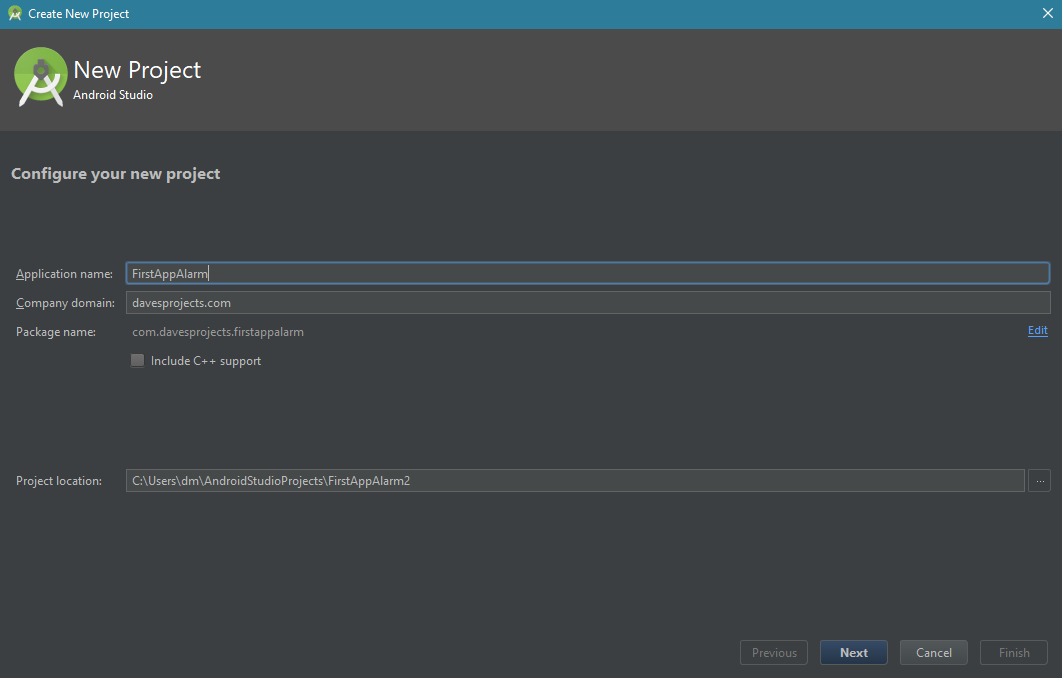 Create New Project
New Project
Android Studio
Configure your new project
Application name: FirstAppAlarm
Company domain: davesprojects.com
Package name: com.davesprojects.firstappalarm Edit
Include C++ support
Project location: C:\Users\dm\AndroidStudioProjects\FirstAppAlarm2 ...
Previous Next Cancel Finish